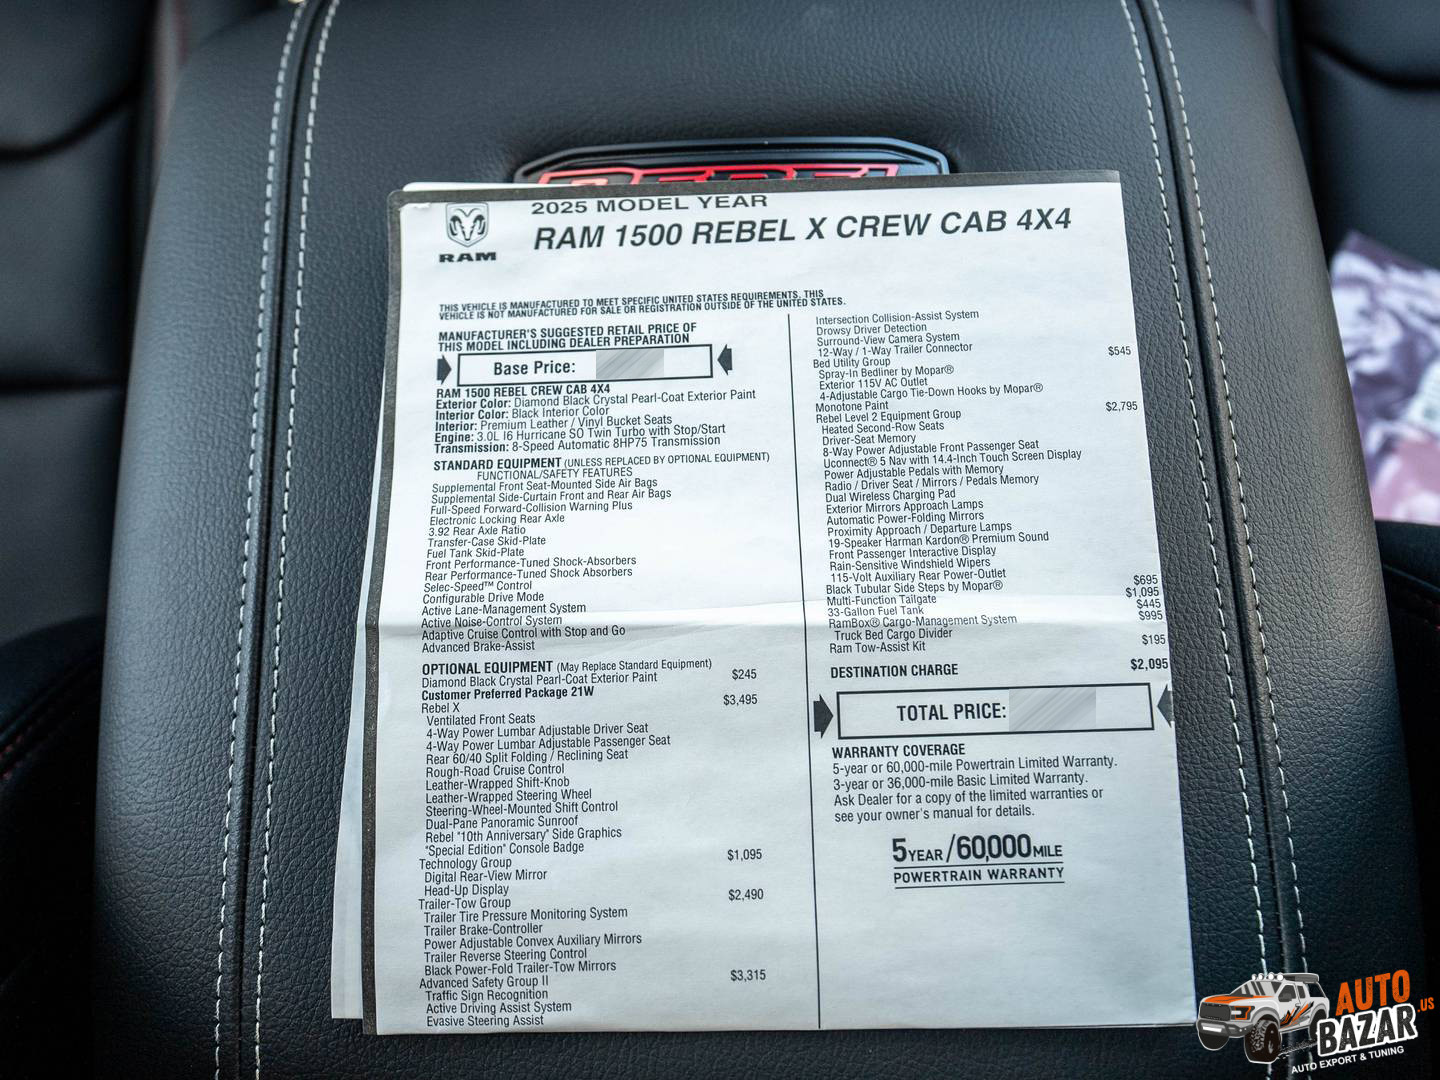 REBEL
2025 MODEL YEAR
RAM 1500 REBEL X CREW CAB 4X4
RAM
THIS VEHICLE IS MANUFACTURED TO MEET SPECIFIC UNITED STATES REQUIREMENTS. THIS
VEHICLE IS NOT MANUFACTURED FOR SALE OR REGISTRATION OUTSIDE OF THE UNITED STATES.
MANUFACTURER'S SUGGESTED RETAIL PRICE OF
THIS MODEL INCLUDING DEALER PREPARATION
Base Price:
RAM 1500 REBEL CREW CAB 4X4
Exterior Color: Diamond Black Crystal Pearl-Coat Exterior Paint
Interior Color: Black Interior Color
Interior: Premium Leather / Vinyl Bucket Seats
Engine: 3.0L I6 Hurricane SO Twin Turbo with Stop/Start
Transmission: 8-Speed Automatic 8HP75 Transmission
STANDARD EQUIPMENT (UNLESS REPLACED BY OPTIONAL EQUIPMENT)
FUNCTIONAL/SAFETY FEATURES
Supplemental Front Seat-Mounted Side Air Bags
Supplemental Side-Curtain Front and Rear Air Bags
Full-Speed Forward-Collision Warning Plus
Electronic Locking Rear Axle
3.92 Rear Axle Ratio
Transfer-Case Skid-Plate
Fuel Tank Skid-Plate
Front Performance-Tuned Shock-Absorbers
Rear Performance-Tuned Shock Absorbers
Selec-Speed™ Control
Configurable Drive Mode
Active Lane-Management System
Active Noise-Control System
Adaptive Cruise Control with Stop and Go
Advanced Brake-Assist
OPTIONAL EQUIPMENT (May Replace Standard Equipment)
Diamond Black Crystal Pearl-Coat Exterior Paint $245
Customer Preferred Package 21W
Rebel X $3,495
Ventilated Front Seats
4-Way Power Lumbar Adjustable Driver Seat
4-Way Power Lumbar Adjustable Passenger Seat
Rear 60/40 Split Folding / Reclining Seat
Rough-Road Cruise Control
Leather-Wrapped Shift-Knob
Leather-Wrapped Steering Wheel
Steering-Wheel-Mounted Shift Control
Dual-Pane Panoramic Sunroof
Rebel "10th Anniversary" Side Graphics
"Special Edition" Console Badge
Technology Group $1,095
Digital Rear-View Mirror
Head-Up Display
Trailer-Tow Group $2,490
Trailer Tire Pressure Monitoring System
Trailer Brake-Controller
Power Adjustable Convex Auxiliary Mirrors
Trailer Reverse Steering Control
Black Power-Fold Trailer-Tow Mirrors
Advanced Safety Group II $3,315
Traffic Sign Recognition
Active Driving Assist System
Evasive Steering Assist
Intersection Collision-Assist System
Drowsy Driver Detection
Surround-View Camera System
12-Way / 1-Way Trailer Connector
Bed Utility Group $545
Spray-In Bedliner by Mopar®
Exterior 115V AC Outlet
4-Adjustable Cargo Tie-Down Hooks by Mopar®
Monotone Paint
Rebel Level 2 Equipment Group $2,795
Heated Second-Row Seats
Driver-Seat Memory
8-Way Power Adjustable Front Passenger Seat
Uconnect® 5 Nav with 14.4-Inch Touch Screen Display
Power Adjustable Pedals with Memory
Radio / Driver Seat / Mirrors / Pedals Memory
Dual Wireless Charging Pad
Exterior Mirrors Approach Lamps
Automatic Power-Folding Mirrors
Proximity Approach / Departure Lamps
19-Speaker Harman Kardon® Premium Sound
Front Passenger Interactive Display
Rain-Sensitive Windshield Wipers
115-Volt Auxiliary Rear Power-Outlet
Black Tubular Side Steps by Mopar® $695
Multi-Function Tailgate $1,095
33-Gallon Fuel Tank $445
RamBox® Cargo-Management System $995
Truck Bed Cargo Divider
Ram Tow-Assist Kit $195
DESTINATION CHARGE $2,095
TOTAL PRICE:
WARRANTY COVERAGE
5-year or 60,000-mile Powertrain Limited Warranty.
3-year or 36,000-mile Basic Limited Warranty.
Ask Dealer for a copy of the limited warranties or
see your owner's manual for details.
5 YEAR / 60,000 MILE
POWERTRAIN WARRANTY
AUTO
BAZAR.US
AUTO EXPORT & TUNING